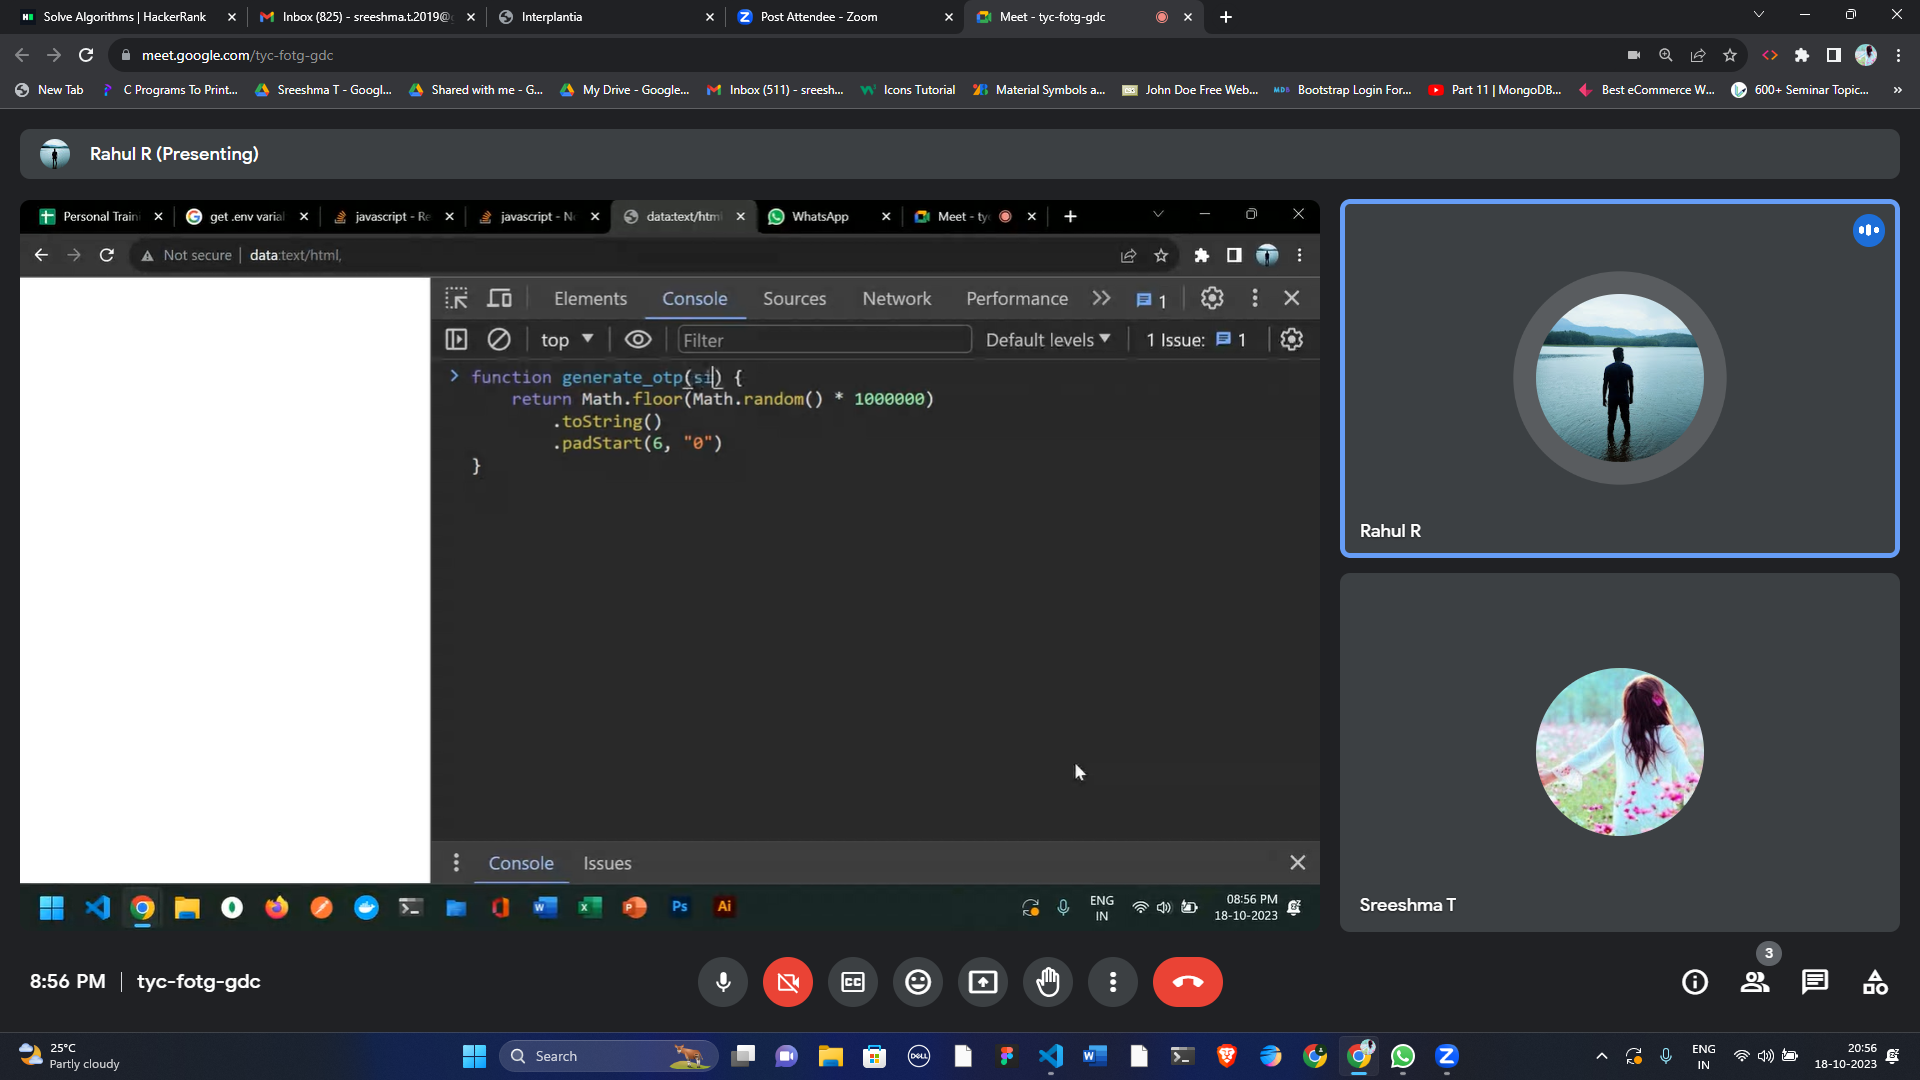 Solve Algorithms | HackerRank
Inbox (825) - sreeshma.t.2019@g
Interplantia
Post Attendee - Zoom
Meet - tyc-fotg-gdc
meet.google.com/tyc-fotg-gdc
New Tab
C Programs To Print...
Sreeshma T - Googl...
Shared with me - G...
My Drive - Google...
Inbox (511) - sreesh...
Icons Tutorial
Material Symbols a...
John Doe Free Web...
Bootstrap Login For...
Part 11 | MongoDB...
Best eCommerce W...
600+ Seminar Topic...
»
Rahul R (Presenting)
Personal Train
get .env varial
javascript - Re
javascript - No
data:text/html
WhatsApp
Meet - tyc
Not secure | data:text/html,
Elements
Console
Sources
Network
Performance
1
top
Filter
Default levels
1 Issue: 1
function generate_otp(si) {
return Math.floor(Math.random() * 1000000)
.toString()
.padStart(6, "0")
}
Console
Issues
Ps
Ai
ENG
IN
08:56 PM
18-10-2023
Rahul R
Sreeshma T
8:56 PM | tyc-fotg-gdc
3
25°C
Partly cloudy
Search
ENG
IN
20:56
18-10-2023